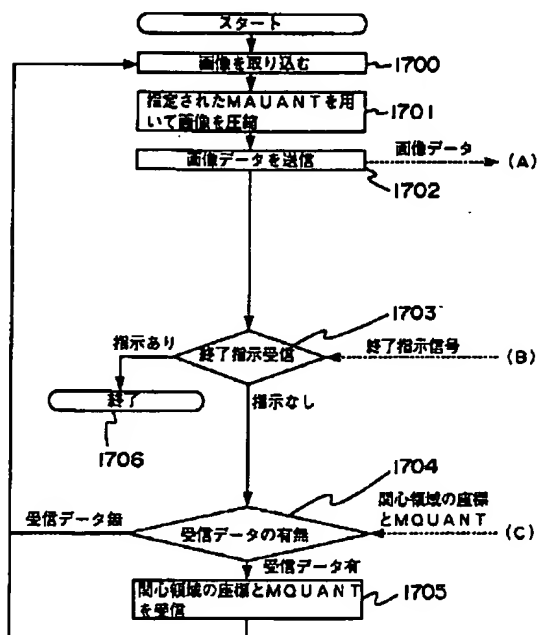 スタート
画像を取り込む
1700
指定されたMAUANTを用
いて画像を圧縮
1701
画像データを送信
画像データ
(A)
1702
1703
指示あり
終了指示受信
終了指示信号
(B)
終了
指示なし
1706
1704
関心領域の座標
とMQUANT
(C)
受信データ無
受信データの有無
受信データ有
関心領域の座標とMQUANT
を受信
1705